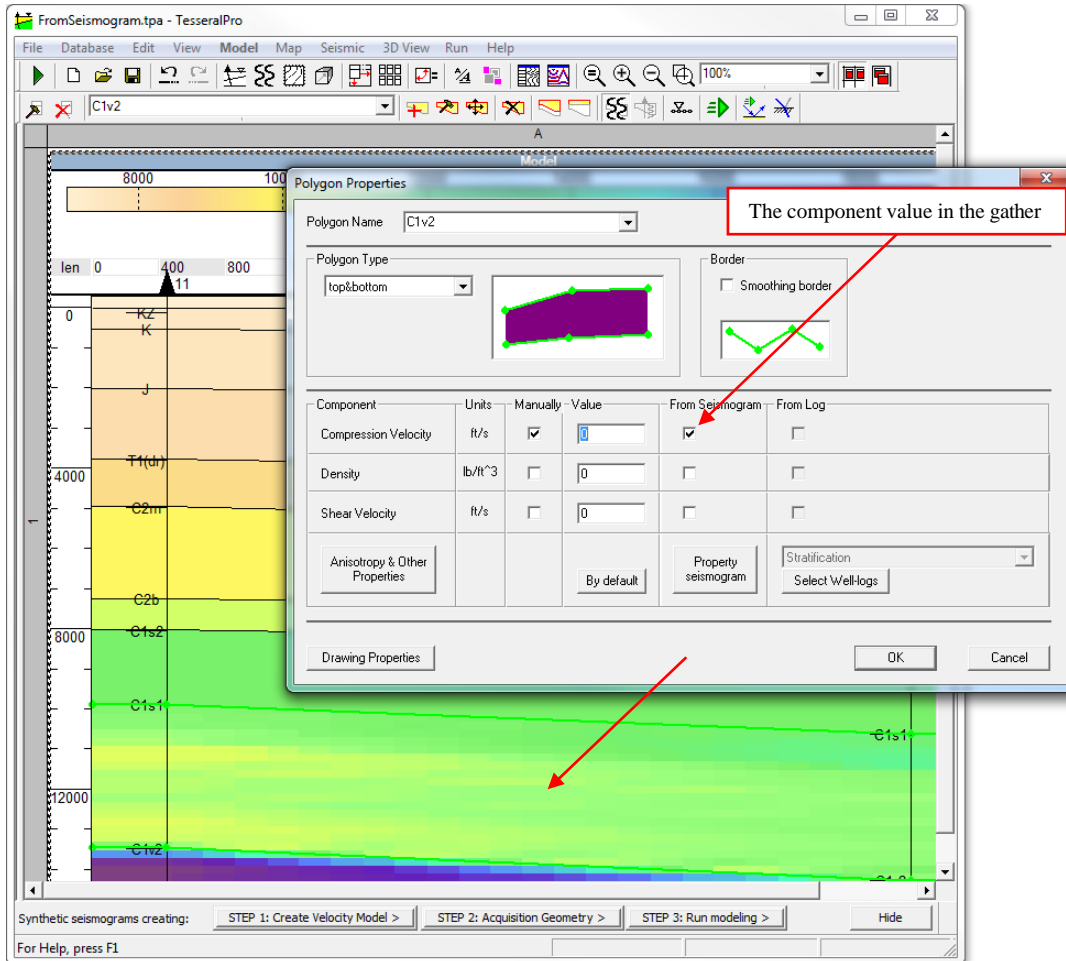 FromSeismogram.tpa - TesseralPro
File Database Edit View Model Map Seismic 3D View Run Help
100%
C1v2
A
Model
8000 100
Polygon Properties
The component value in the gather
Polygon Name C1v2
len 0 400 800
11
Polygon Type Border
top&bottom Smoothing border
0
KZ
K
J
T1(dr)
4000
C2m
1
C2b
8000
C1s2
C1s1
C1s1
12000
C1v2
Component Units Manually Value From Seismogram From Log
Compression Velocity ft/s 0
Density lb/ft^3 0
Shear Velocity ft/s 0
Anisotropy & Other
Properties
By default
Property
seismogram
Stratification
Select Well-logs
Drawing Properties OK Cancel
Synthetic seismograms creating: STEP 1: Create Velocity Model > STEP 2: Acquisition Geometry > STEP 3: Run modeling > Hide
For Help, press F1